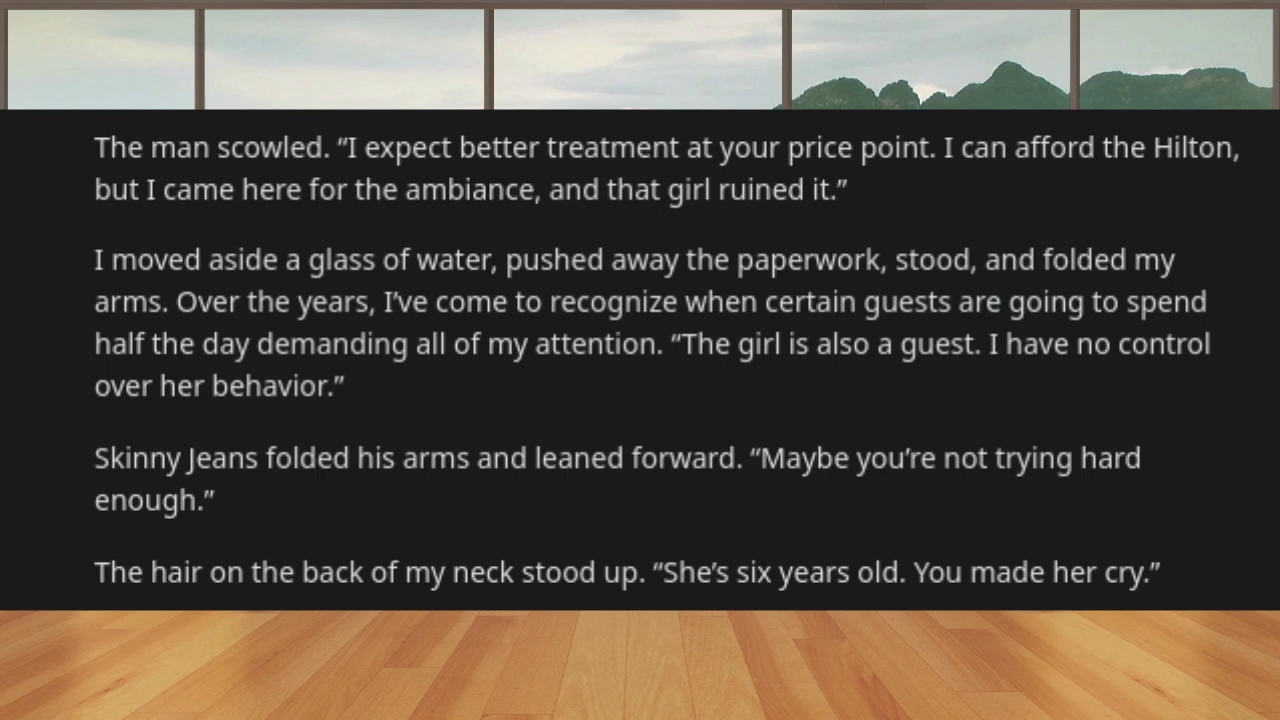 The man scowled. “I expect better treatment at your price point. I can afford the Hilton,
but I came here for the ambiance, and that girl ruined it.”
I moved aside a glass of water, pushed away the paperwork, stood, and folded my
arms. Over the years, I’ve come to recognize when certain guests are going to spend
half the day demanding all of my attention. “The girl is also a guest. I have no control
over her behavior.”
Skinny Jeans folded his arms and leaned forward. “Maybe you’re not trying hard
enough.”
The hair on the back of my neck stood up. “She’s six years old. You made her cry.”